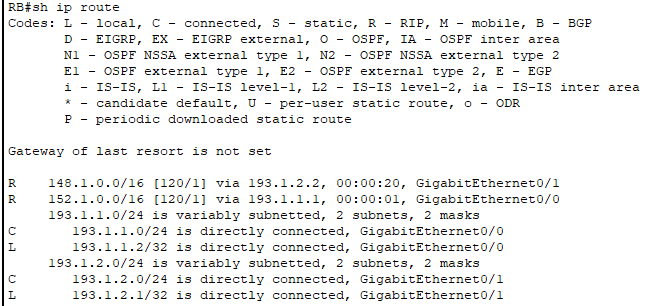 RB#sh ip route
Codes: L - local, C - connected, S - static, R - RIP, M - mobile, B - BGP
D - EIGRP, EX - EIGRP external, O - OSPF, IA - OSPF inter area
N1 - OSPF NSSA external type 1, N2 - OSPF NSSA external type 2
E1 - OSPF external type 1, E2 - OSPF external type 2, E - EGP
i - IS-IS, L1 - IS-IS level-1, L2 - IS-IS level-2, ia - IS-IS inter area
* - candidate default, U - per-user static route, o - ODR
P - periodic downloaded static route
Gateway of last resort is not set
R 148.1.0.0/16 [120/1] via 193.1.2.2, 00:00:20, GigabitEthernet0/1
R 152.1.0.0/16 [120/1] via 193.1.1.1, 00:00:01, GigabitEthernet0/0
193.1.1.0/24 is variably subnetted, 2 subnets, 2 masks
C 193.1.1.0/24 is directly connected, GigabitEthernet0/0
L 193.1.1.2/32 is directly connected, GigabitEthernet0/0
193.1.2.0/24 is variably subnetted, 2 subnets, 2 masks
C 193.1.2.0/24 is directly connected, GigabitEthernet0/1
L 193.1.2.1/32 is directly connected, GigabitEthernet0/1